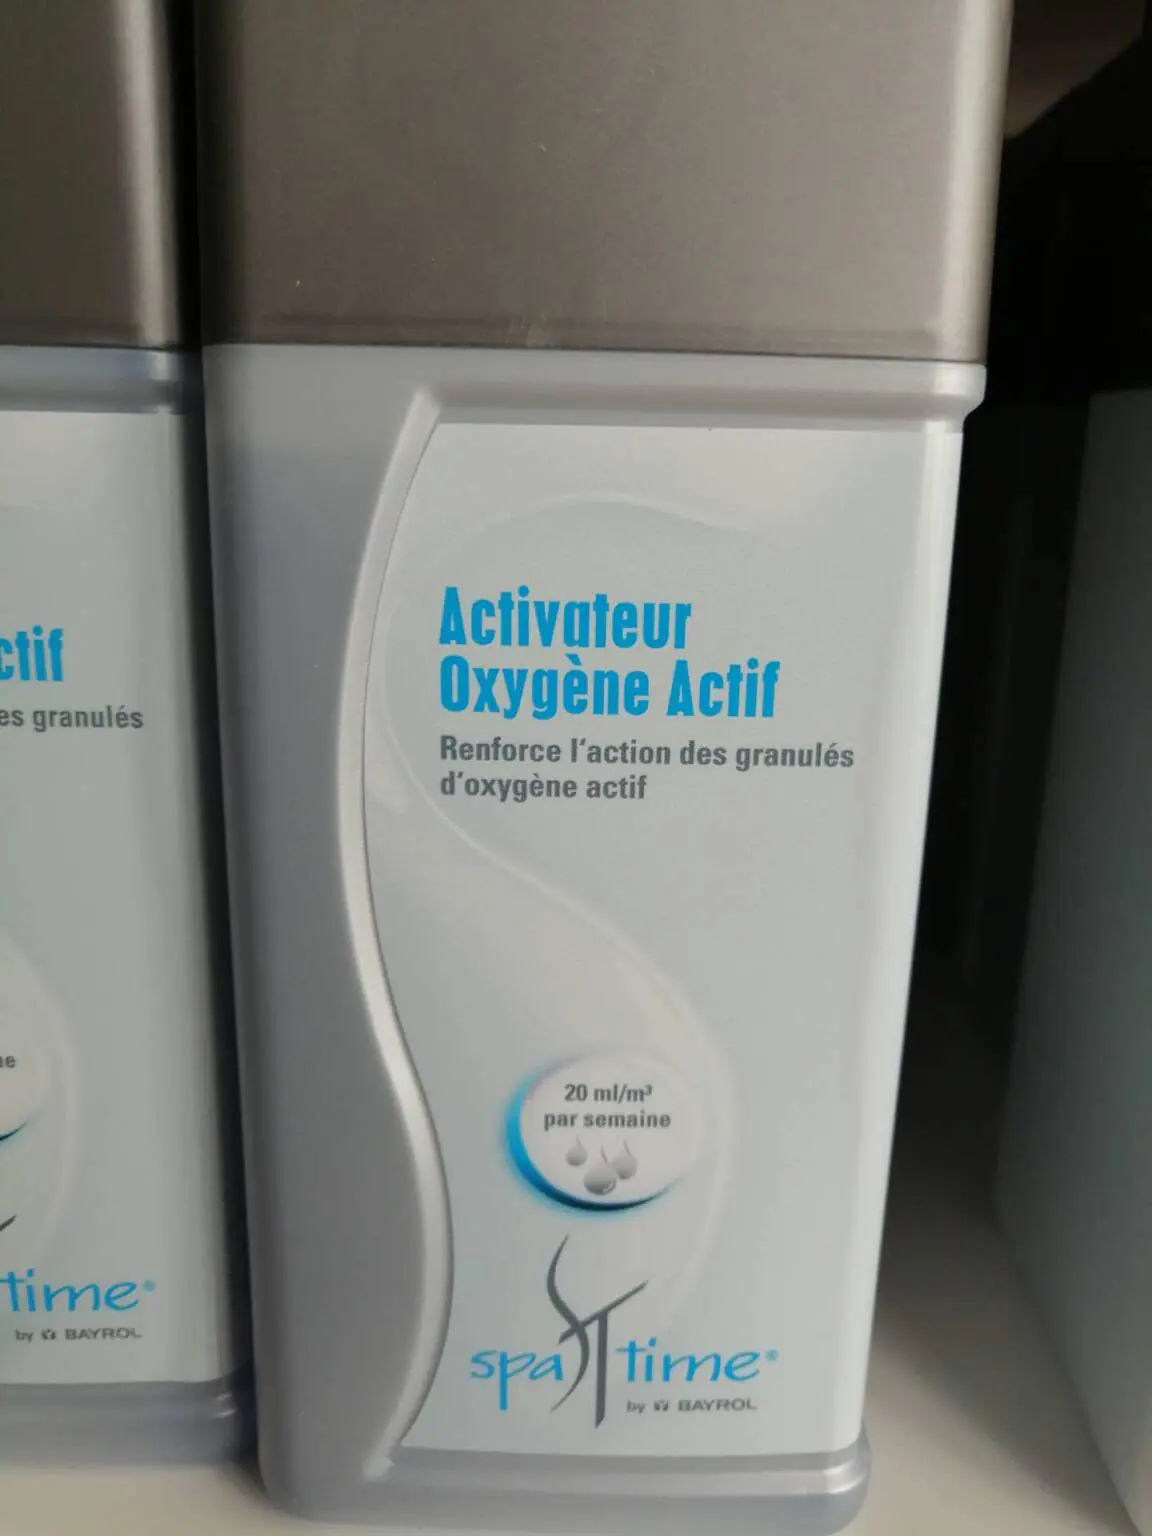 Activateur
Oxygène Actif
Renforce l'action des granulés
d'oxygène actif
20 ml/m³
par semaine
spa time®
by BAYROL
ctif
es granulés
ne
time®
by BAYROL